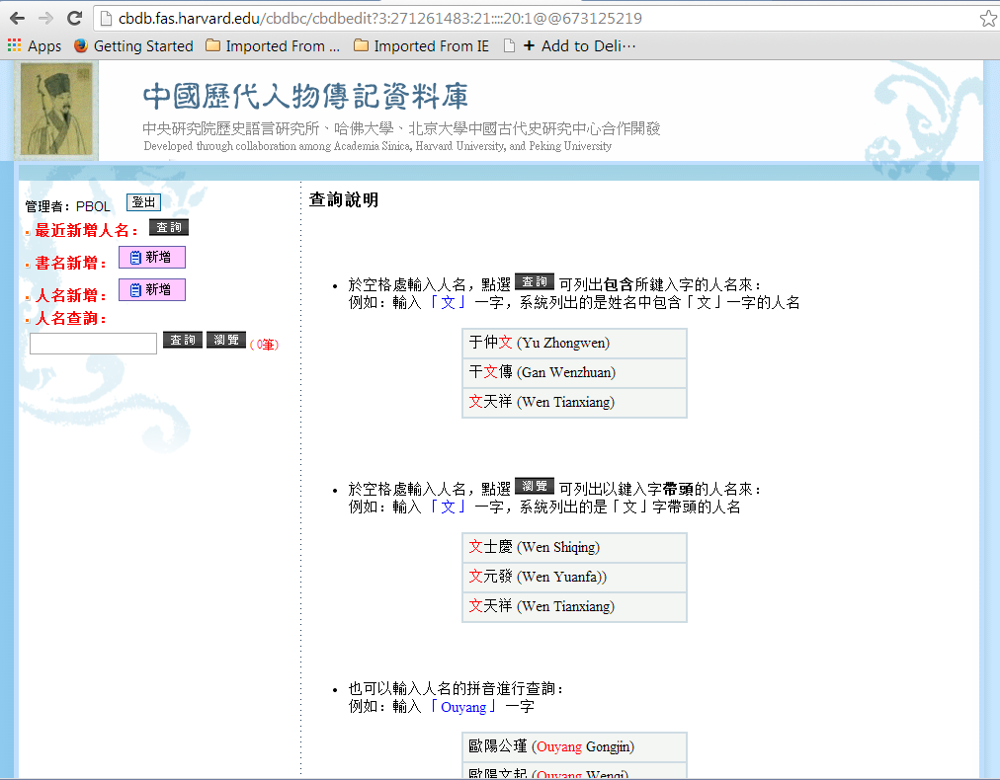 cbdb.fas.harvard.edu/cbdbc/cbdbedit?3:271261483:21::::20:1@@673125219
Apps Getting Started Imported From ... Imported From IE + Add to Deli…
中國歷代人物傳記資料庫
中央研究院歷史語言研究所、哈佛大學、北京大學中國古代史研究中心合作開發
Developed through collaboration among Academia Sinica, Harvard University, and Peking University
管理者：PBOL 登出
最近新增人名： 查詢
書名新增： 新增
人名新增： 新增
人名查詢：
查詢 瀏覽 ( 0筆)
查詢說明
於空格處輸入人名，點選 查詢 可列出包含所鍵入字的人名來：
例如：輸入「文」一字，系統列出的是姓名中包含「文」一字的人名
于仲文 (Yu Zhongwen)
干文傳 (Gan Wenzhuan)
文天祥 (Wen Tianxiang)
於空格處輸入人名，點選 瀏覽 可列出以鍵入字帶頭的人名來：
例如：輸入「文」一字，系統列出的是「文」字帶頭的人名
文士慶 (Wen Shiqing)
文元發 (Wen Yuanfa))
文天祥 (Wen Tianxiang)
也可以輸入人名的拼音進行查詢：
例如：輸入「Ouyang」一字
歐陽公瑾 (Ouyang Gongjin)
歐陽文起 (Ouyang Wenqi)